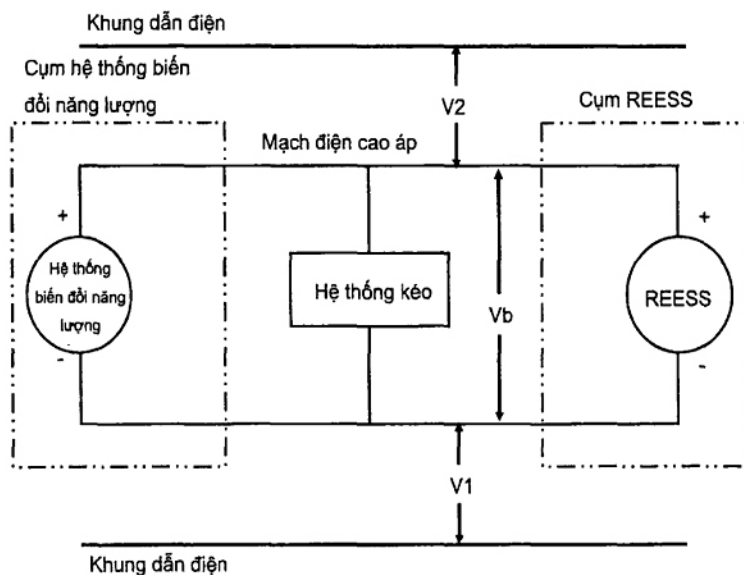 Khung dẫn điện
Cụm hệ thống biến
đổi năng lượng
V2
Cụm REESS
Mạch điện cao áp
+
+
Hệ thống
biến đổi năng
lượng
Hệ thống kéo
Vb
REESS
-
-
V1
Khung dẫn điện